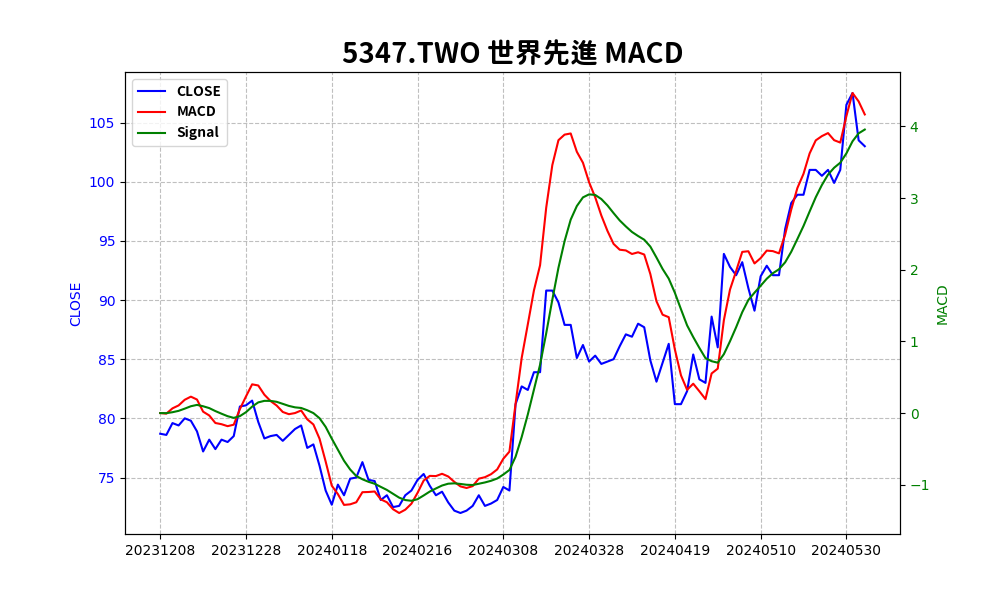 5347.TWO 世界先進 MACD
CLOSE
MACD
Signal
105
100
95
90
85
80
75
CLOSE
4
3
2
1
0
−1
MACD
20231208 20231228 20240118 20240216 20240308 20240328 20240419 20240510 20240530